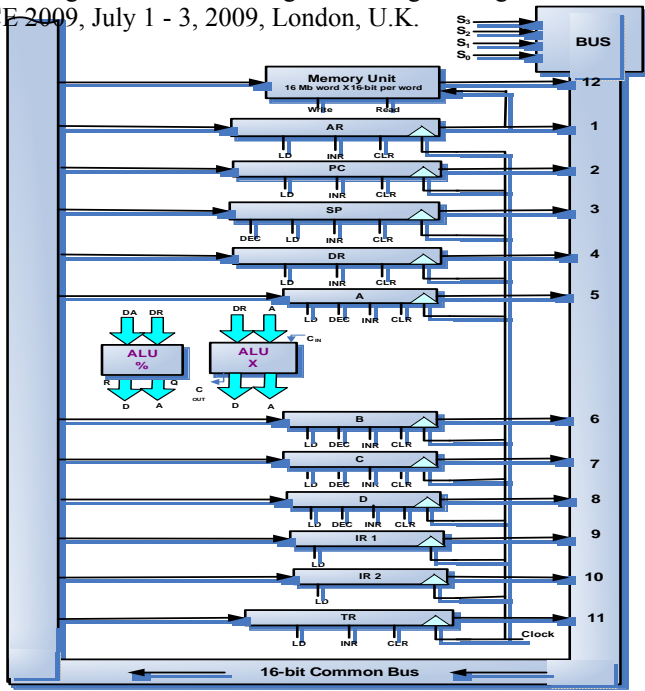 CE 2009, July 1 - 3, 2009, London, U.K.
S3
S2
S1
S0
BUS
Memory Unit
16 Mb word X 16-bit per word
12
Write Read
AR
1
LD INR CLR
PC
2
LD INR CLR
SP
3
DEC LD INR CLR
DR
4
LD INR CLR
A
5
LD DEC INR CLR
DA DR
DR A
C IN
ALU
%
ALU
X
R Q
C OUT
D A
D A
B
6
LD DEC INR CLR
C
7
LD DEC INR CLR
D
8
LD DEC INR CLR
IR 1
9
LD
IR 2
10
LD
TR
11
LD INR CLR
Clock
16-bit Common Bus